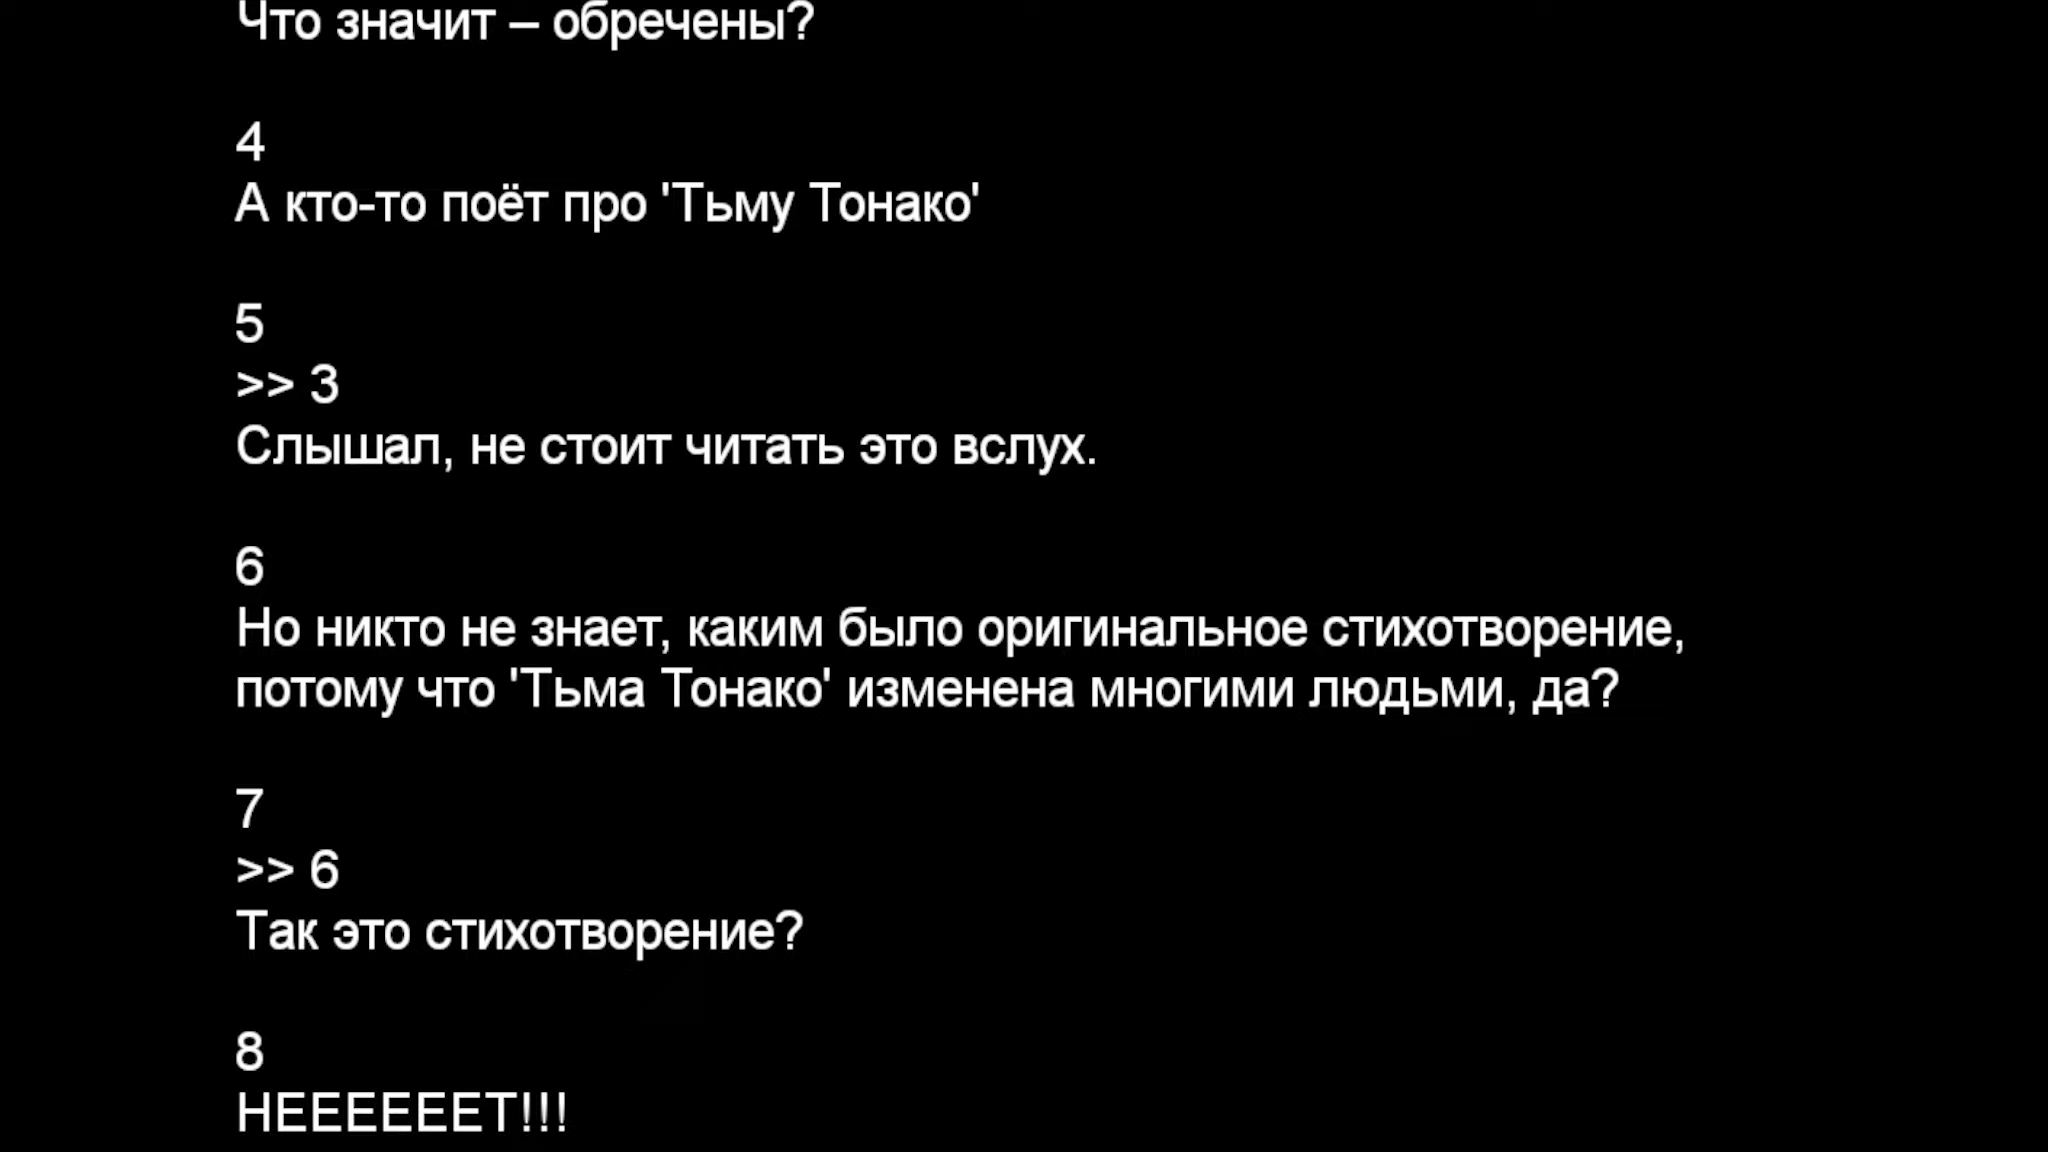 Что значит – обречены?
4
А кто-то поёт про 'Тьму Тонако'
5
>> 3
Слышал, не стоит читать это вслух.
6
Но никто не знает, каким было оригинальное стихотворение,
потому что 'Тьма Тонако' изменена многими людьми, да?
7
>> 6
Так это стихотворение?
8
НЕЕЕЕЕЕТ!!!